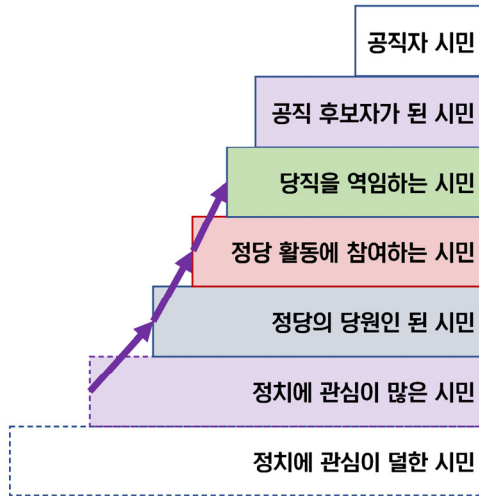 공직자 시민
공직 후보자가 된 시민
당직을 역임하는 시민
정당 활동에 참여하는 시민
정당의 당원인 된 시민
정치에 관심이 많은 시민
정치에 관심이 덜한 시민